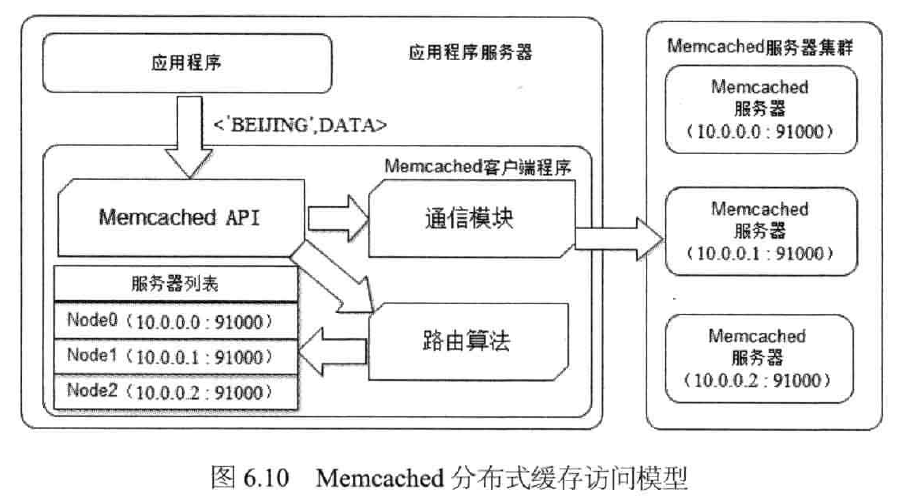 应用程序服务器
应用程序
<'BEIJING',DATA>
Memcached客户端程序
Memcached API
通信模块
路由算法
服务器列表
Node0（10.0.0.0 : 91000）
Node1（10.0.0.1 : 91000）
Node2（10.0.0.2 : 91000）
Memcached服务器集群
Memcached
服务器
（10.0.0.0 : 91000）
Memcached
服务器
（10.0.0.1 : 91000）
Memcached
服务器
（10.0.0.2 : 91000）
图 6.10 Memcached 分布式缓存访问模型